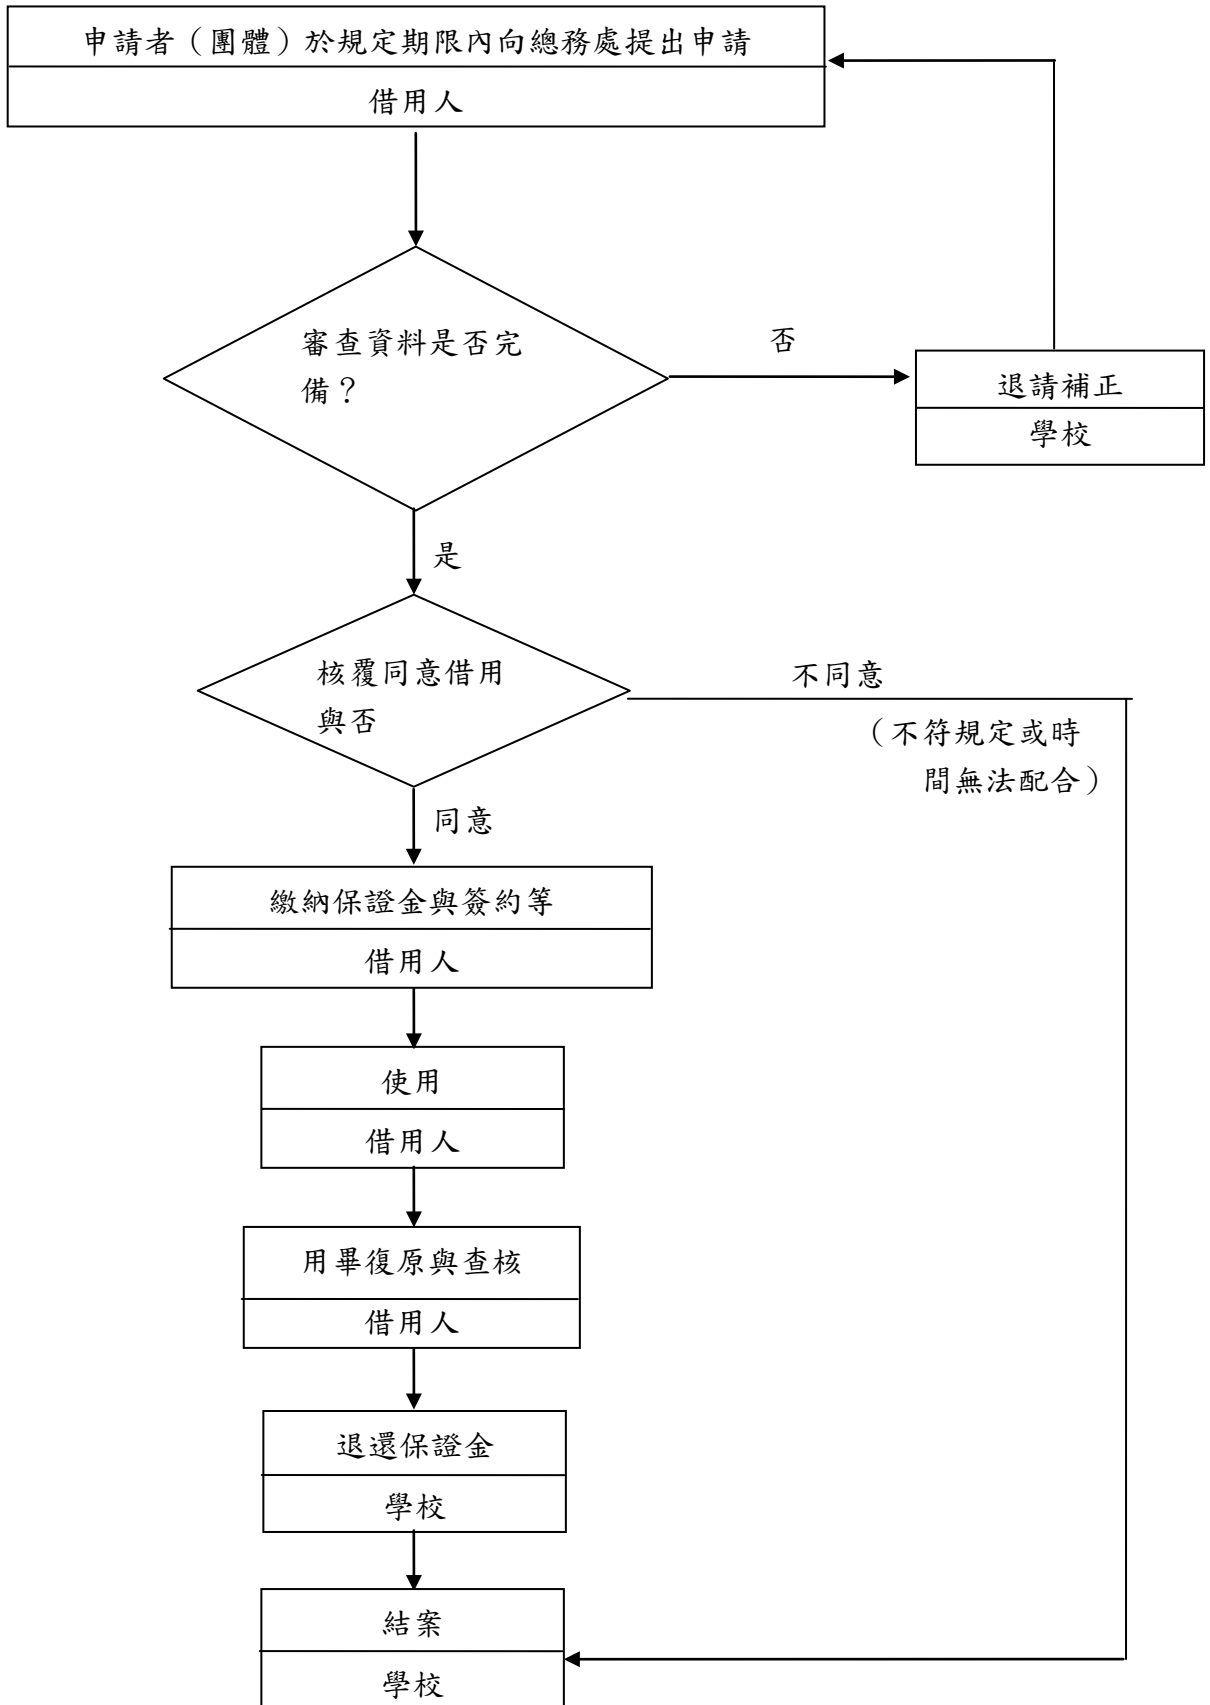 申請者（團體）於規定期限內向總務處提出申請
借用人
審查資料是否完
備？
否
退請補正
學校
是
核覆同意借用
與否
不同意
（不符規定或時
間無法配合）
同意
繳納保證金與簽約等
借用人
使用
借用人
用畢復原與查核
借用人
退還保證金
學校
結案
學校